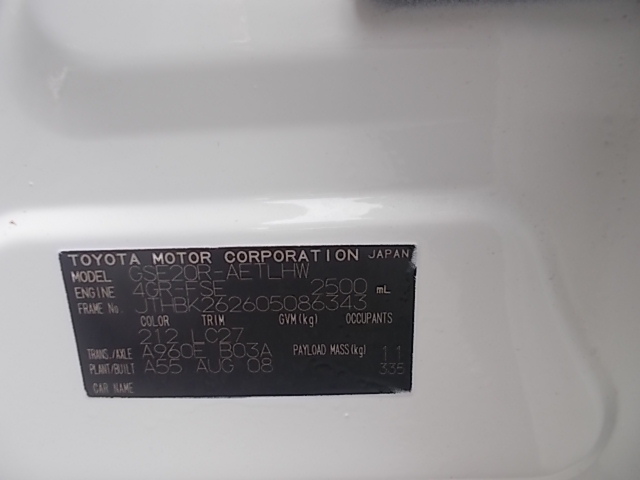 TOYOTA MOTOR CORPORATION JAPAN
MODEL GSE20R-AETLHW
ENGINE 4GR-FSE 2500 mL
FRAME No. JTHBK262605086343
COLOR TRIM GVM(kg) OCCUPANTS
212 LC27
TRANS./AXLE A960E B03A PAYLOAD MASS(kg) 11
PLANT/BUILT A55 AUG 08 335
CAR NAME